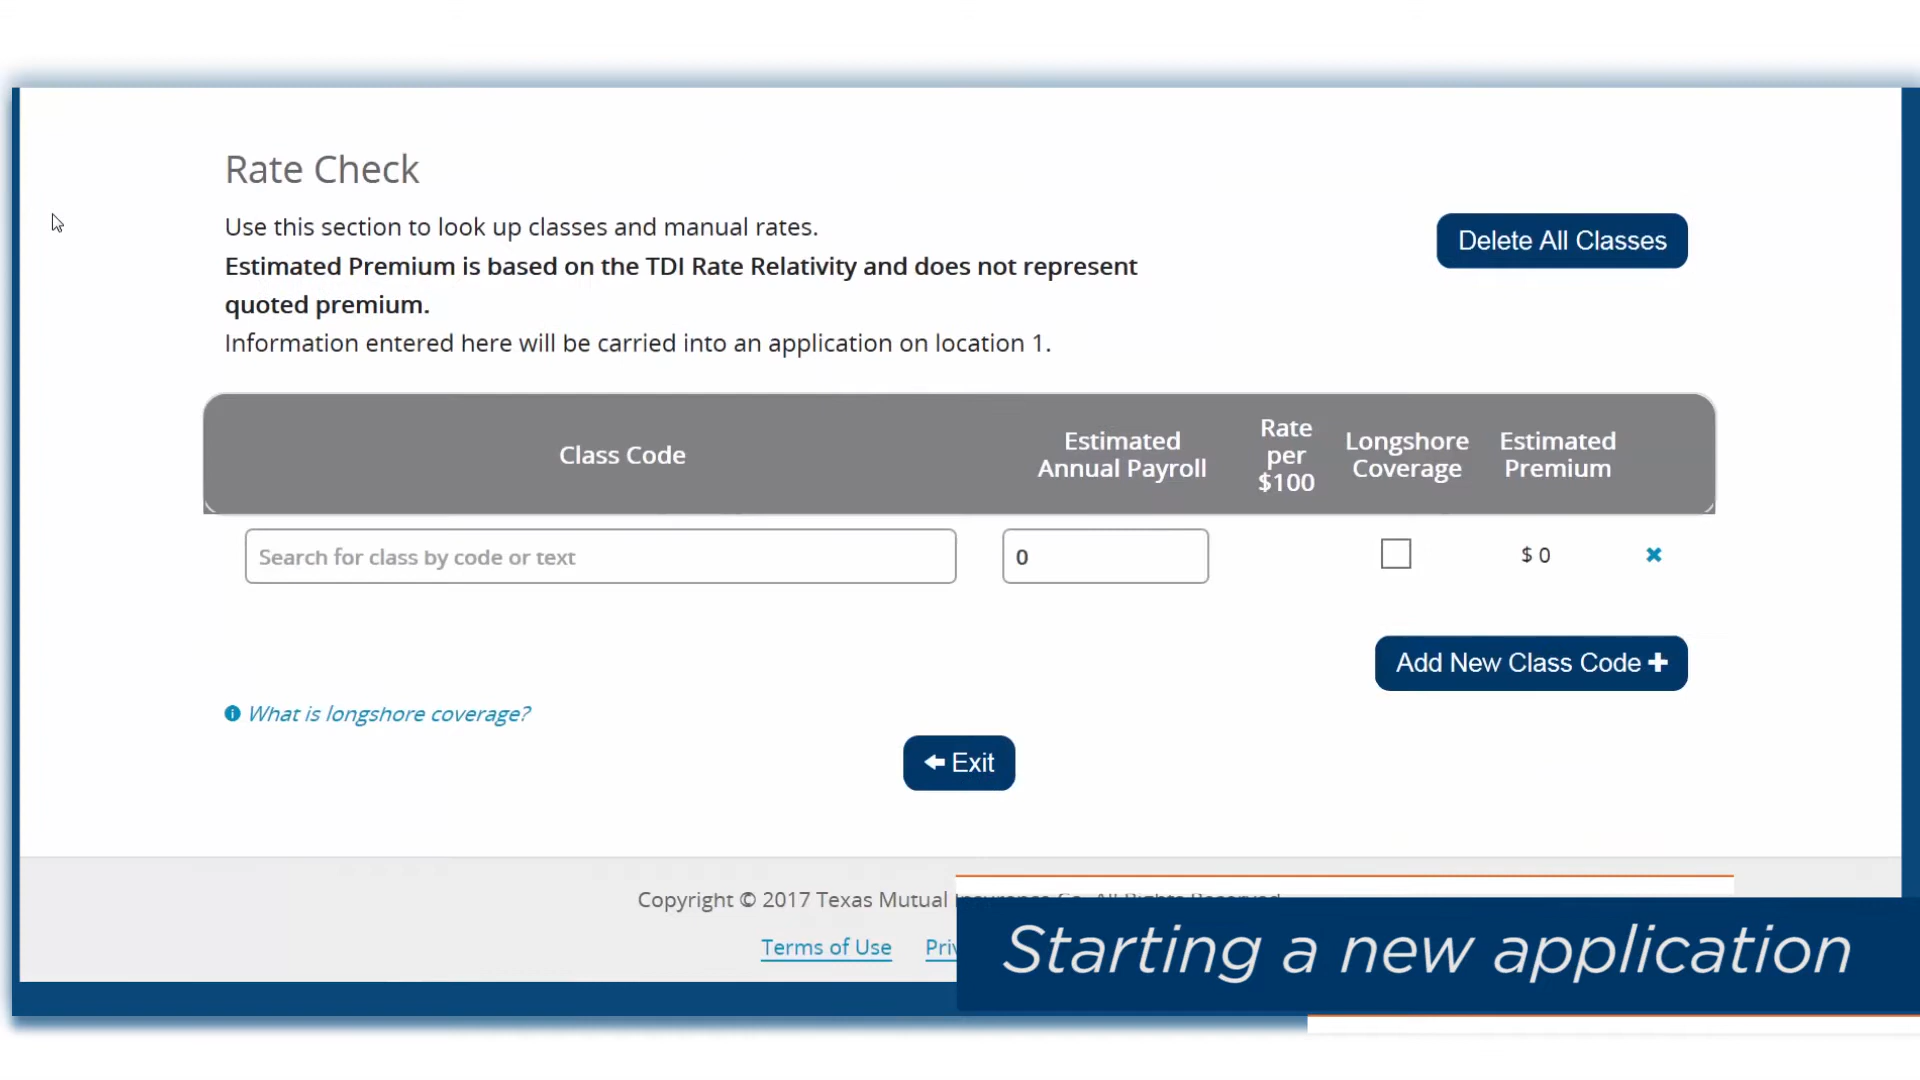 Rate Check
Use this section to look up classes and manual rates.
Estimated Premium is based on the TDI Rate Relativity and does not represent
quoted premium.
Information entered here will be carried into an application on location 1.
Delete All Classes
Class Code
Estimated
Annual Payroll
Rate
per
$100
Longshore
Coverage
Estimated
Premium
Search for class by code or text
0
$ 0
Add New Class Code
What is longshore coverage?
Exit
Copyright © 2017 Texas Mutual
Terms of Use
Starting a new application